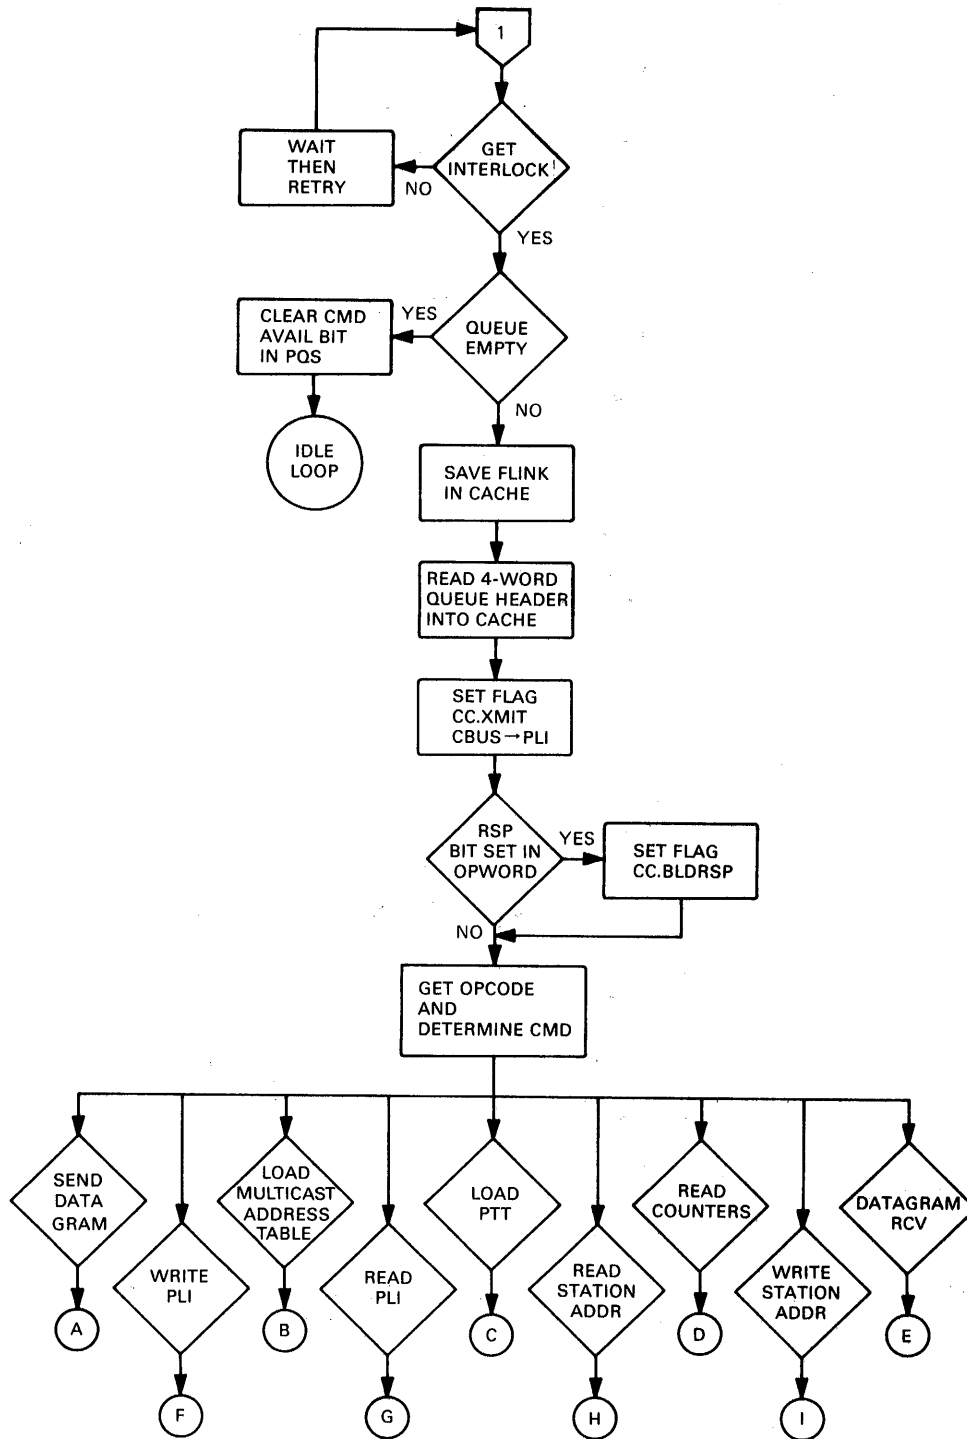 1
GET
INTERLOCK!
WAIT
THEN
RETRY
NO
YES
QUEUE
EMPTY
YES
CLEAR CMD
AVAIL BIT
IN PQS
NO
IDLE
LOOP
SAVE FLINK
IN CACHE
READ 4-WORD
QUEUE HEADER
INTO CACHE
SET FLAG
CC.XMIT
CBUS→PLI
RSP
BIT SET IN
OPWORD
YES
SET FLAG
CC.BLDRSP
NO
GET OPCODE
AND
DETERMINE CMD
SEND
DATA
GRAM
A
WRITE
PLI
F
LOAD
MULTICAST
ADDRESS
TABLE
B
READ
PLI
G
LOAD
PTT
C
READ
STATION
ADDR
H
READ
COUNTERS
D
WRITE
STATION
ADDR
I
DATAGRAM
RCV
E